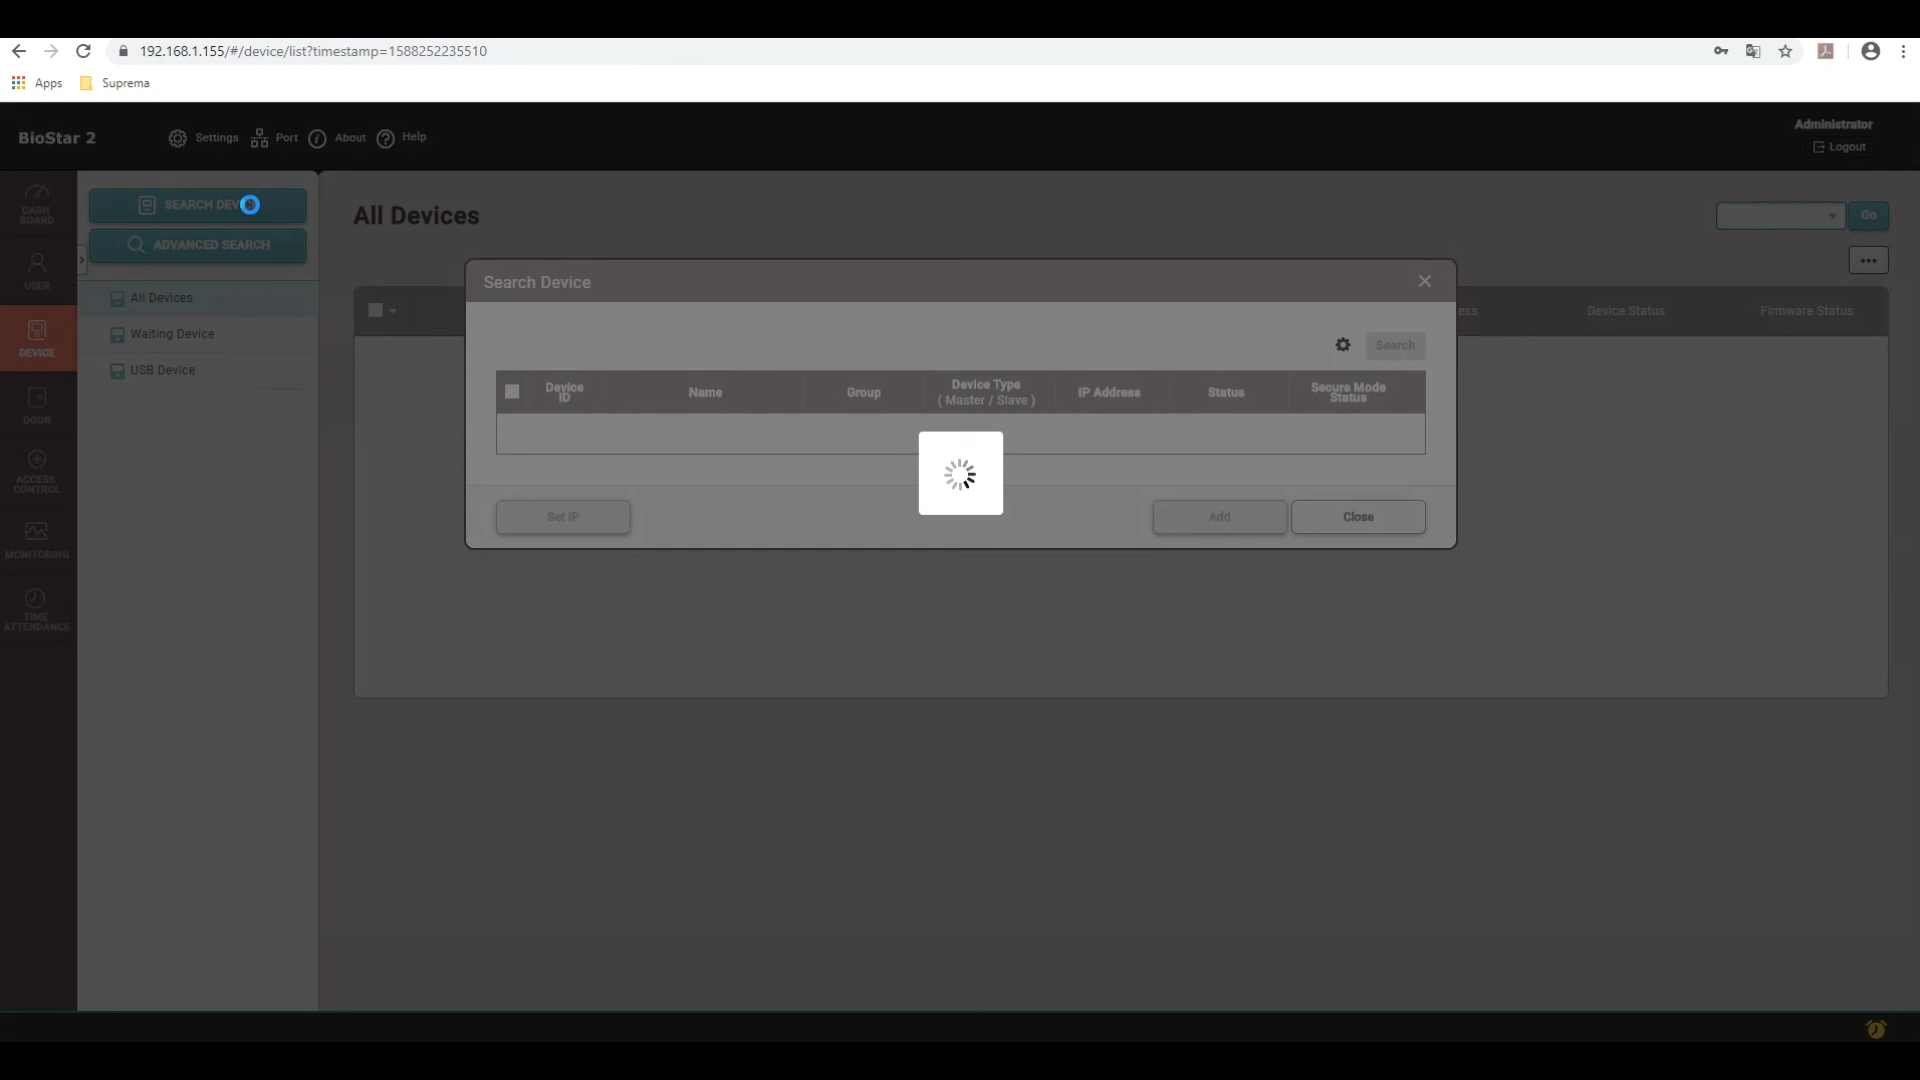 192.168.1.155/#/device/list?timestamp=1588252235510
Apps
Suprema
BioStar 2
Settings
Port
About
Help
Administrator
Logout
DASH
BOARD
USER
DEVICE
DOOR
ACCESS
CONTROL
MONITORING
TIME
ATTENDANCE
SEARCH DEV
ADVANCED SEARCH
All Devices
Waiting Device
USB Device
All Devices
Go
ess
Device Status
Firmware Status
Search Device
Search
Device
ID
Name
Group
Device Type
( Master / Slave )
IP Address
Status
Secure Mode
Status
Set IP
Add
Close